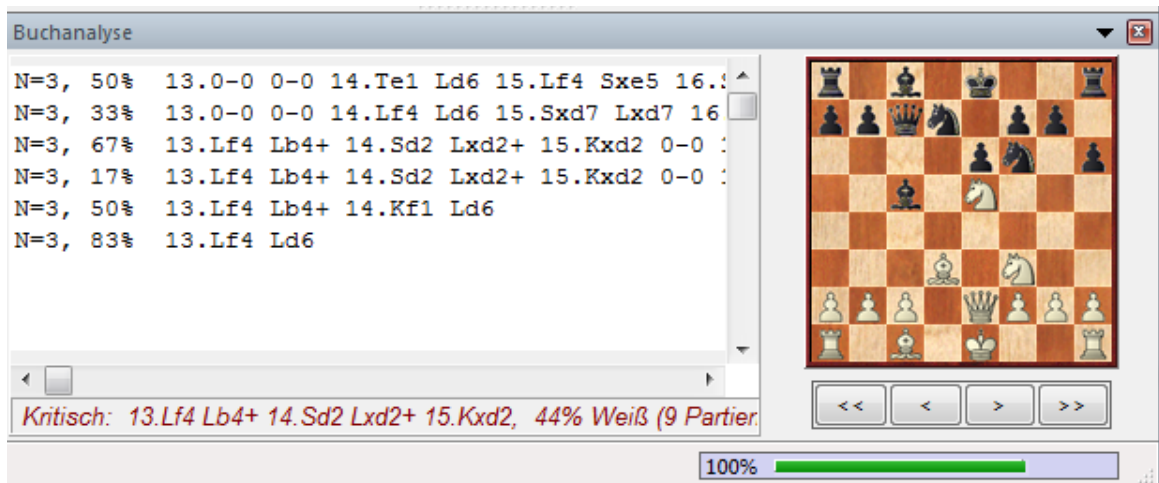 Buchanalyse
N=3, 50% 13.0-0 0-0 14.Te1 Ld6 15.Lf4 Sxe5 16.
N=3, 33% 13.0-0 0-0 14.Lf4 Ld6 15.Sxd7 Lxd7 16
N=3, 67% 13.Lf4 Lb4+ 14.Sd2 Lxd2+ 15.Kxd2 0-0
N=3, 17% 13.Lf4 Lb4+ 14.Sd2 Lxd2+ 15.Kxd2 0-0
N=3, 50% 13.Lf4 Lb4+ 14.Kf1 Ld6
N=3, 83% 13.Lf4 Ld6
Kritisch: 13.Lf4 Lb4+ 14.Sd2 Lxd2+ 15.Kxd2, 44% Weiß (9 Partien
<< < > >>
100%